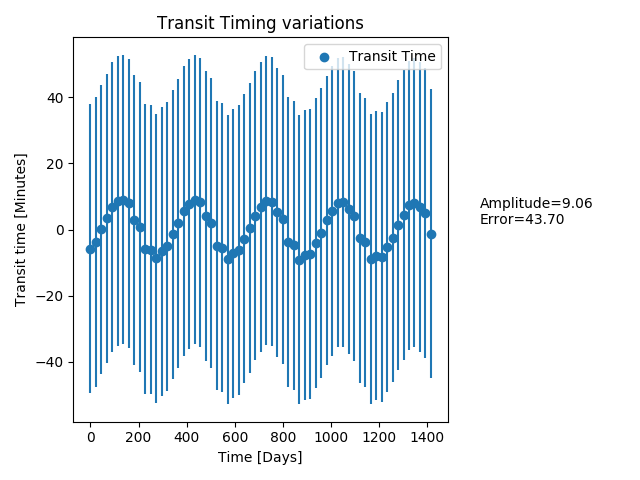 Transit Timing variations
Transit Time
40
20
0
−20
−40
Transit time [Minutes]
0 200 400 600 800 1000 1200 1400
Time [Days]
Amplitude=9.06
Error=43.70